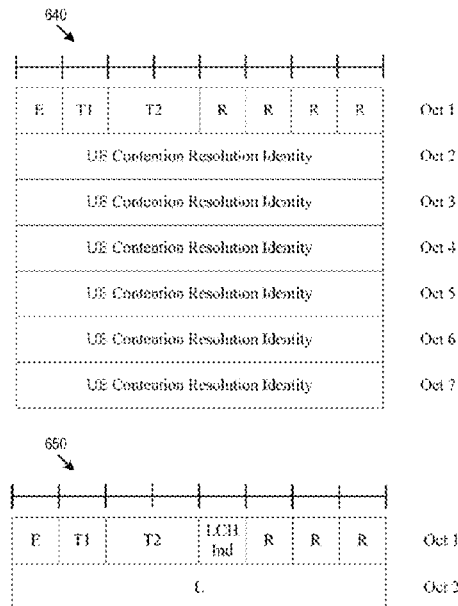 640
E T1 T2 R R R R Oct 1
UE Contention Resolution Identity Oct 2
UE Contention Resolution Identity Oct 3
UE Contention Resolution Identity Oct 4
UE Contention Resolution Identity Oct 5
UE Contention Resolution Identity Oct 6
UE Contention Resolution Identity Oct 7
650
E T1 T2 LCH Ind R R R Oct 1
L Oct 2